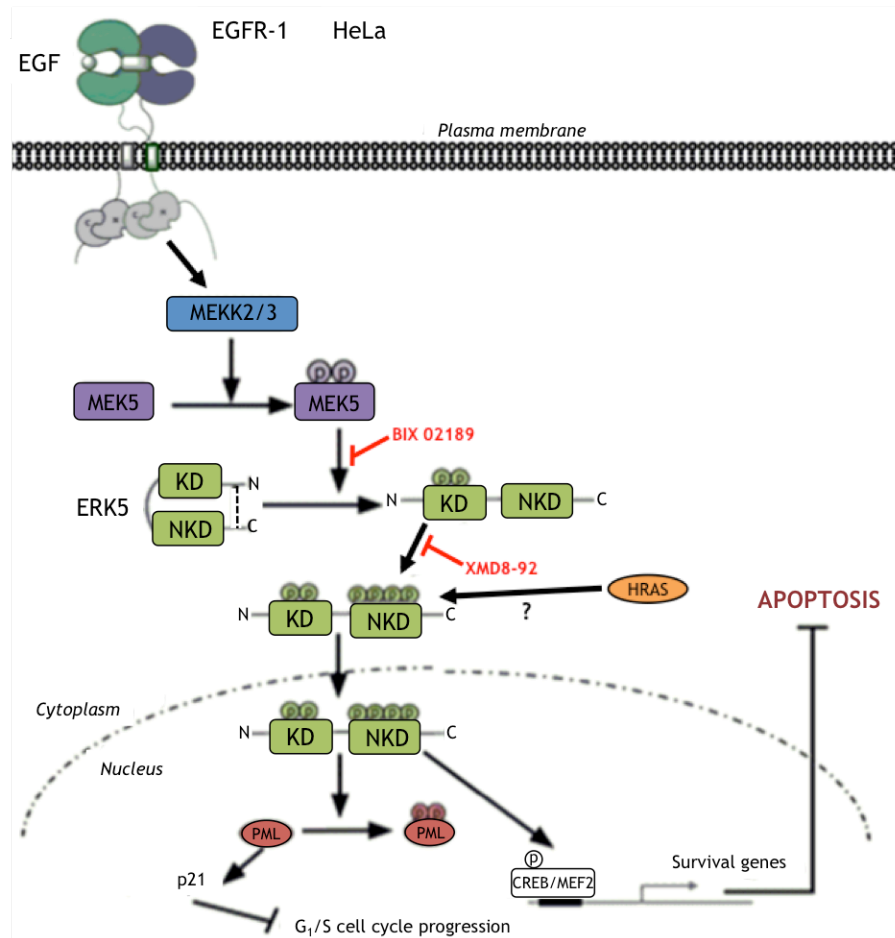 EGFR-1 HeLa
EGF
Plasma membrane
MEKK2/3
P P
MEK5
MEK5
BIX 02189
KD
N
P P
ERK5
N
KD
NKD
C
NKD
C
XMD8-92
HRAS
P P
P P P P
N
KD
NKD
C
?
APOPTOSIS
Cytoplasm
P P
P P P P
N
KD
NKD
C
Nucleus
P P
PML
PML
P
Survival genes
p21
CREB/MEF2
G₁/S cell cycle progression